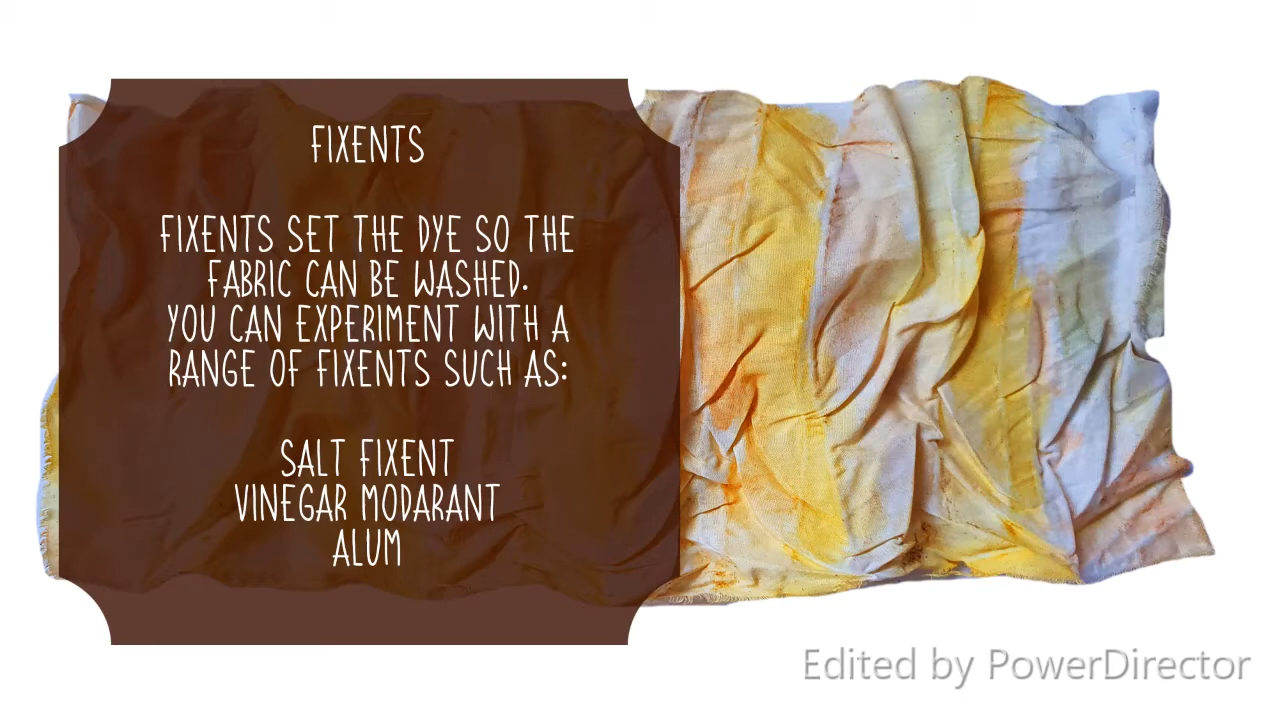 FIXENTS
FIXENTS SET THE DYE SO THE
FABRIC CAN BE WASHED.
YOU CAN EXPERIMENT WITH A
RANGE OF FIXENTS SUCH AS:
SALT FIXENT
VINEGAR MODARANT
ALUM
Edited by PowerDirector